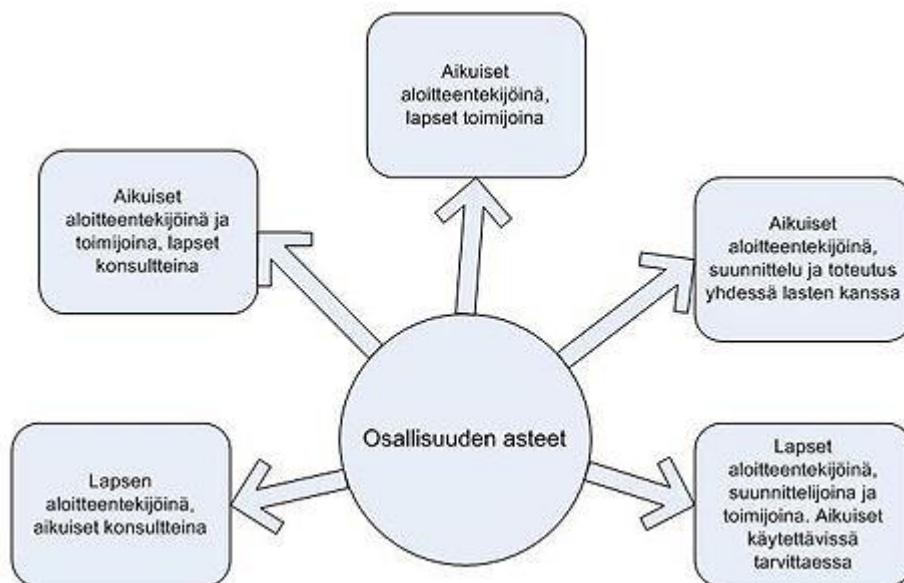 Aikuiset
aloitteentekijöinä,
lapset toimijoina
Aikuiset
aloitteentekijöinä ja
toimijoina, lapset
konsultteina
Aikuiset
aloitteentekijöinä,
suunnittelu ja toteutus
yhdessä lasten kanssa
Osallisuuden asteet
Lapsen
aloitteentekijöinä,
aikuiset konsultteina
Lapset
aloitteentekijöinä,
suunnittelijoina ja
toimijoina. Aikuiset
käytettävissä
tarvittaessa